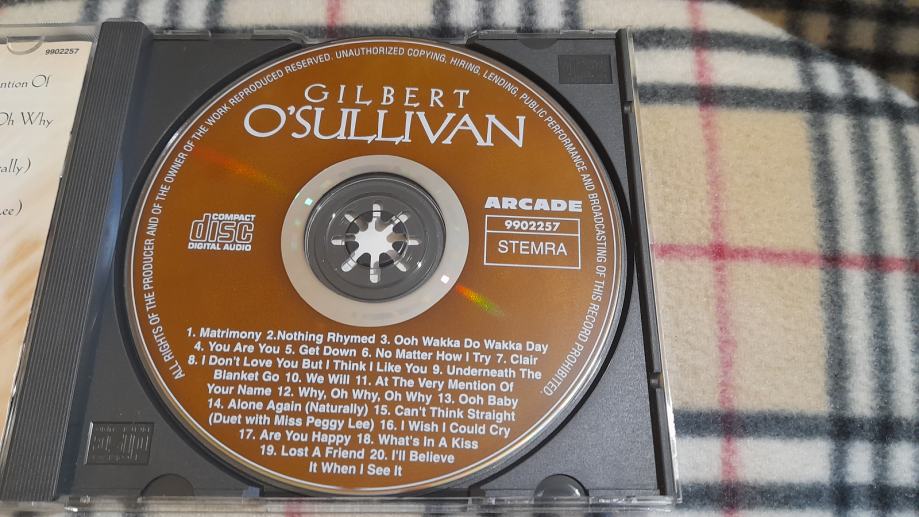 9902257
ntion Of
Oh Why
rally)
Lee)
ALL RIGHTS OF THE PRODUCER AND OF THE OWNER OF THE WORK REPRODUCED RESERVED. UNAUTHORIZED COPYING, HIRING, LENDING, PUBLIC PERFORMANCE AND BROADCASTING OF THIS RECORD PROHIBITED.
GILBERT
O'SULLIVAN
COMPACT
disc
DIGITAL AUDIO
ARCADE
9902257
STEMRA
1. Matrimony 2.Nothing Rhymed 3. Ooh Wakka Do Wakka Day
4. You Are You 5. Get Down 6. No Matter How I Try 7. Clair
8. I Don't Love You But I Think I Like You 9. Underneath The
Blanket Go 10. We Will 11. At The Very Mention Of
Your Name 12. Why, Oh Why, Oh Why 13. Ooh Baby
14. Alone Again (Naturally) 15. Can't Think Straight
(Duet with Miss Peggy Lee) 16. I Wish I Could Cry
17. Are You Happy 18. What's In A Kiss
19. Lost A Friend 20. I'll Believe
It When I See It